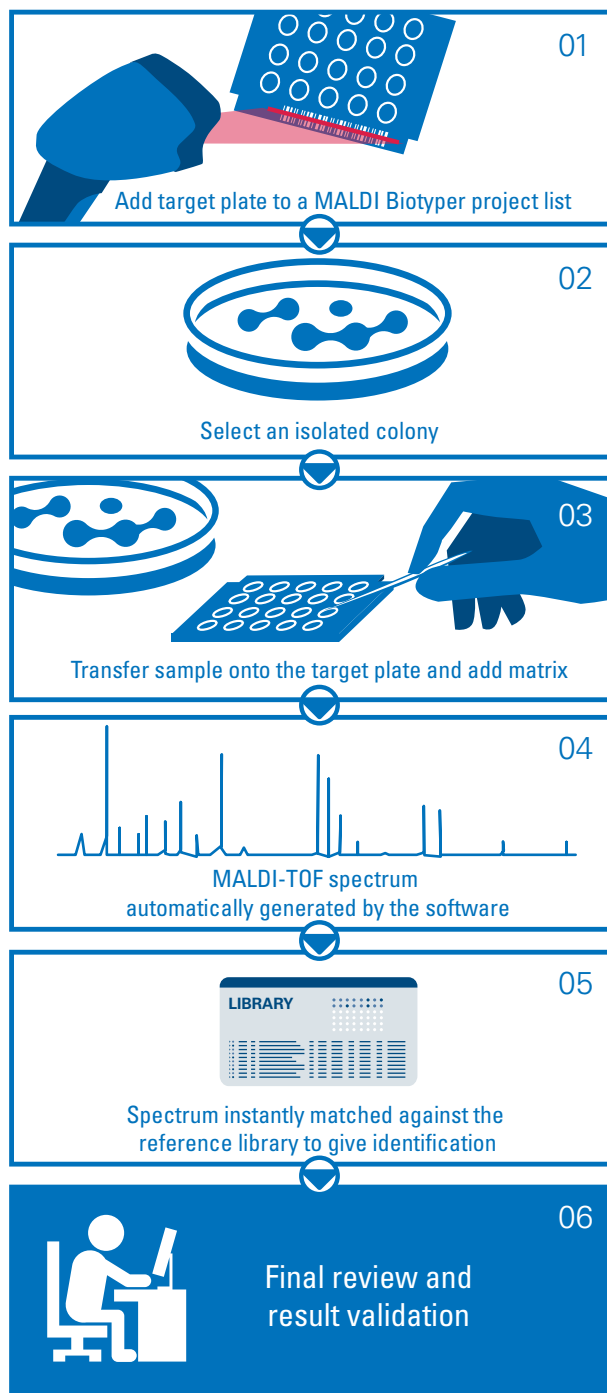 01
Add target plate to a MALDI Biotyper project list
02
Select an isolated colony
03
Transfer sample onto the target plate and add matrix
04
MALDI-TOF spectrum
automatically generated by the software
05
LIBRARY
Spectrum instantly matched against the
reference library to give identification
06
Final review and
result validation